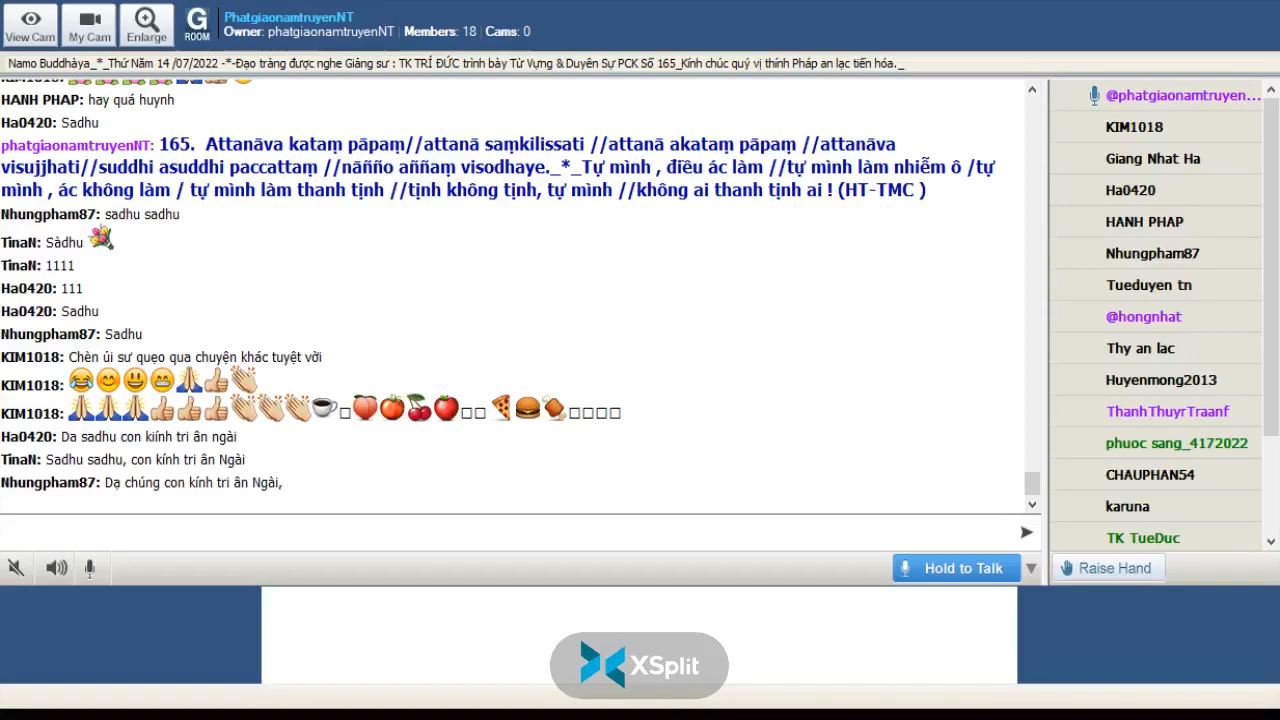 View Cam
My Cam
Enlarge
G
ROOM
PhatgiaonamtruyenNT
Owner: phatgiaonamtruyenNT | Members: 18 | Cams: 0
Namo Buddhàya_*_Thứ Năm 14 /07/2022 -*-Đạo tràng được nghe Giảng sư : TK TRÍ ĐỨC trình bày Từ Vựng & Duyên Sự PCK Số 165_Kính chúc quý vị thính Pháp an lạc tiến hóa._
KIM1018:
HANH PHAP: hay quá huynh
Ha0420: Sadhu
phatgiaonamtruyenNT: 165. Attanāva kataṃ pāpaṃ//attanā saṃkilissati //attanā akataṃ pāpaṃ //attanāva
visujjhati//suddhi asuddhi paccattaṃ //nāñño aññaṃ visodhaye._*_Tự mình , điều ác làm //tự mình làm nhiễm ô /tự
mình , ác không làm / tự mình làm thanh tịnh //tịnh không tịnh, tự mình //không ai thanh tịnh ai ! (HT-TMC )
Nhungpham87: sadhu sadhu
TinaN: Sàdhu
TinaN: 1111
Ha0420: 111
Ha0420: Sadhu
Nhungpham87: Sadhu
KIM1018: Chèn úi sư quẹo qua chuyện khác tuyệt vời
KIM1018:
KIM1018:
Ha0420: Da sadhu con kiính tri ân ngài
TinaN: Sadhu sadhu, con kính tri ân Ngài
Nhungpham87: Dạ chúng con kính tri ân Ngài,
Hold to Talk
@phatgiaonamtruyen...
KIM1018
Giang Nhat Ha
Ha0420
HANH PHAP
Nhungpham87
Tueduyen tn
@hongnhat
Thy an lac
Huyenmong2013
ThanhThuyrTraanf
phuoc sang_4172022
CHAUPHAN54
karuna
TK TueDuc
Raise Hand
XSplit